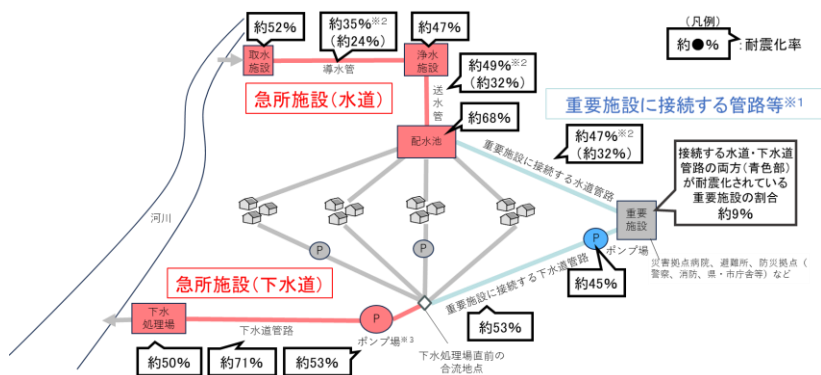 (凡例)
約●%
:耐震化率
約52%
約35%※2
(約24%)
約47%
取水
施設
導水管
浄水
施設
約49%※2
(約32%)
急所施設(水道)
送
水
管
重要施設に接続する管路等※1
約68%
配水池
約47%※2
(約32%)
重要施設に接続する水道管路
接続する水道・下水道
管路の両方(青色部)
が耐震化されている
重要施設の割合
約9%
河川
重要
施設
P
P
P
ポンプ場
災害拠点病院、避難所、防災拠点(
警察、消防、県・市庁舎等)など
急所施設(下水道)
重要施設に接続する下水道管路
約45%
下水
処理場
下水道管路
P
ポンプ場※3
約53%
約50%
約71%
約53%
下水処理場直前の
合流地点